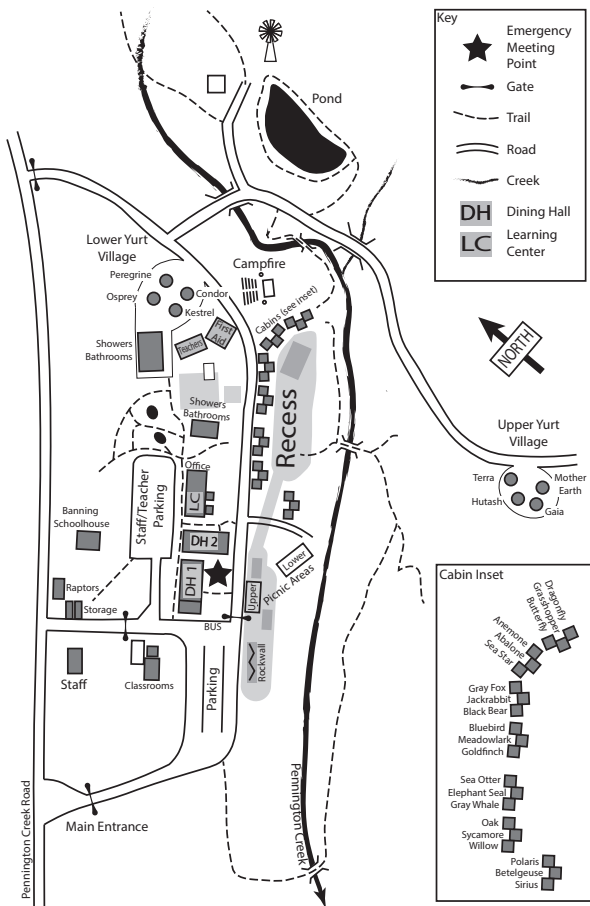 Key
Emergency
Meeting
Point
Gate
Trail
Road
Creek
DH
Dining Hall
LC
Learning
Center
Pond
Lower Yurt
Village
Peregrine
Osprey
Condor
Kestrel
Campfire
Cabins (see inset)
First
Aid
Teachers
Showers
Bathrooms
Showers
Bathrooms
Recess
NORTH
Upper Yurt
Village
Terra
Mother
Earth
Hutash
Gaia
Office
LC
Staff/Teacher
Parking
Banning
Schoolhouse
DH 2
DH 1
Raptors
Storage
BUS
Upper
Lower
Picnic Areas
Rockwall
Staff
Classrooms
Parking
Main Entrance
Pennington Creek Road
Pennington Creek
Cabin Inset
Dragonfly
Grasshopper
Butterfly
Anemone
Abalone
Sea Star
Gray Fox
Jackrabbit
Black Bear
Bluebird
Meadowlark
Goldfinch
Sea Otter
Elephant Seal
Gray Whale
Oak
Sycamore
Willow
Polaris
Betelgeuse
Sirius